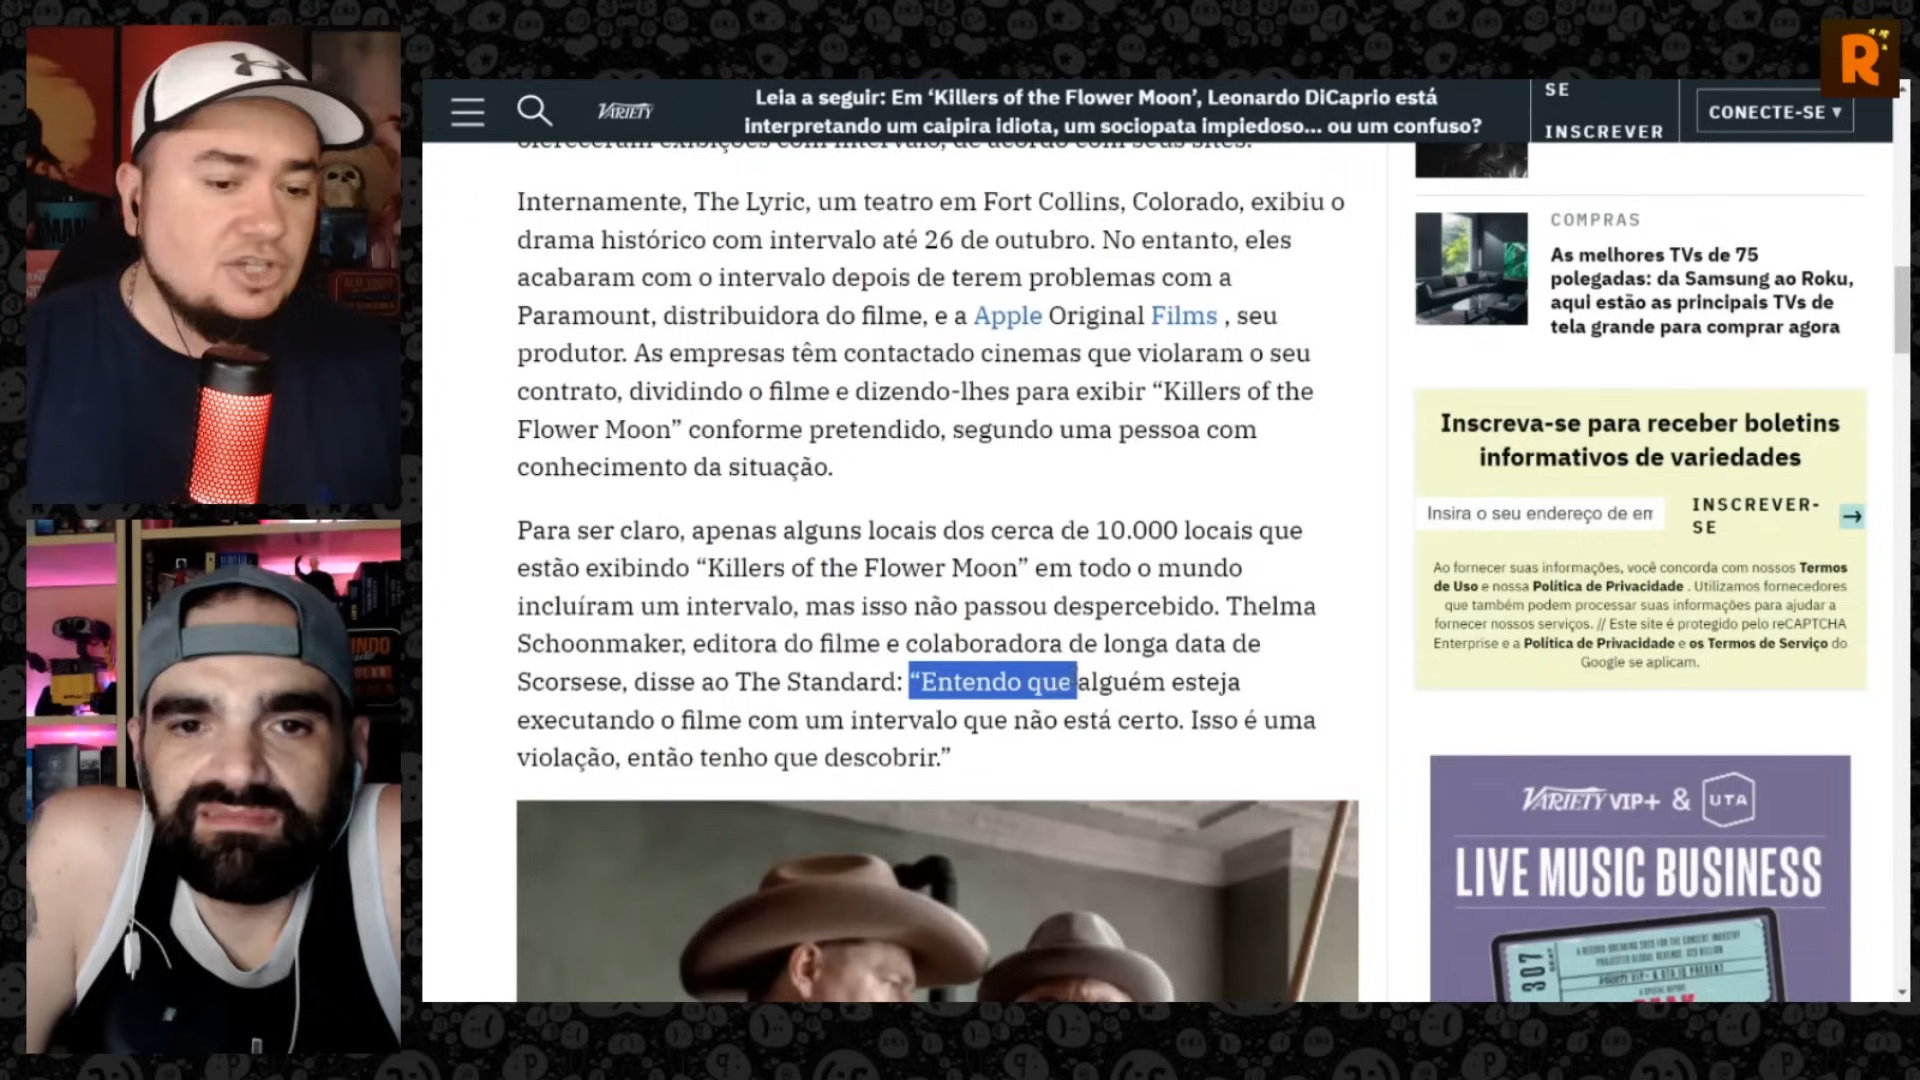 R
VARIETY
Leia a seguir: Em ‘Killers of the Flower Moon’, Leonardo DiCaprio está
interpretando um caipira idiota, um sociopata impiedoso... ou um confuso?
SE
INSCREVER
CONECTE-SE ▾
ofereceram exibições com intervalo, de acordo com seus sites.
Internamente, The Lyric, um teatro em Fort Collins, Colorado, exibiu o
drama histórico com intervalo até 26 de outubro. No entanto, eles
acabaram com o intervalo depois de terem problemas com a
Paramount, distribuidora do filme, e a Apple Original Films , seu
produtor. As empresas têm contactado cinemas que violaram o seu
contrato, dividindo o filme e dizendo-lhes para exibir “Killers of the
Flower Moon” conforme pretendido, segundo uma pessoa com
conhecimento da situação.
Para ser claro, apenas alguns locais dos cerca de 10.000 locais que
estão exibindo “Killers of the Flower Moon” em todo o mundo
incluíram um intervalo, mas isso não passou despercebido. Thelma
Schoonmaker, editora do filme e colaboradora de longa data de
Scorsese, disse ao The Standard: “Entendo que alguém esteja
executando o filme com um intervalo que não está certo. Isso é uma
violação, então tenho que descobrir.”
COMPRAS
As melhores TVs de 75
polegadas: da Samsung ao Roku,
aqui estão as principais TVs de
tela grande para comprar agora
Inscreva-se para receber boletins
informativos de variedades
Insira o seu endereço de em
INSCREVER-
SE
Ao fornecer suas informações, você concorda com nossos Termos
de Uso e nossa Política de Privacidade . Utilizamos fornecedores
que também podem processar suas informações para ajudar a
fornecer nossos serviços. // Este site é protegido pelo reCAPTCHA
Enterprise e a Política de Privacidade e os Termos de Serviço do
Google se aplicam.
VARIETY VIP+ & UTA
LIVE MUSIC BUSINESS
307